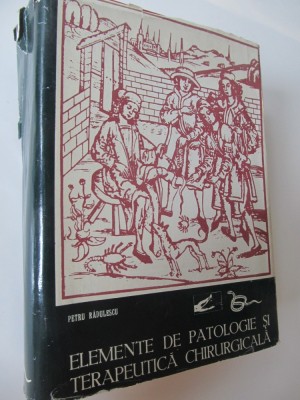 PETRU RĂDULESCU
ELEMENTE DE PATOLOGIE ȘI
TERAPEUTICĂ CHIRURGICALĂ